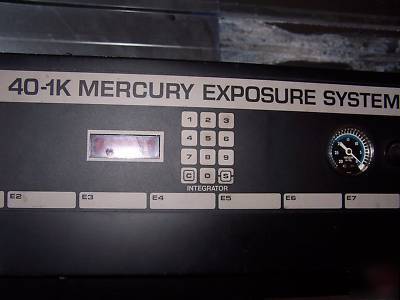 40-1K MERCURY EXPOSURE SYSTEM
1 2 3
4 5 6
7 8 9
C 0 S
INTEGRATOR
E2 E3 E4 E5 E6 E7